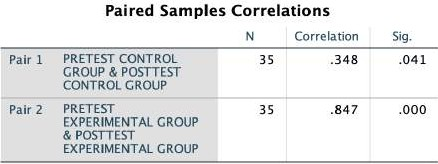 Paired Samples Correlations
N Correlation Sig.
Pair 1 PRETEST CONTROL 35 .348 .041
GROUP & POSTTEST
CONTROL GROUP
Pair 2 PRETEST 35 .847 .000
EXPERIMENTAL GROUP
& POSTTEST
EXPERIMENTAL GROUP